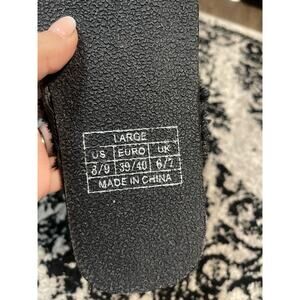 LARGE
US EURO UK
8/9 39/40 6/7
MADE IN CHINA